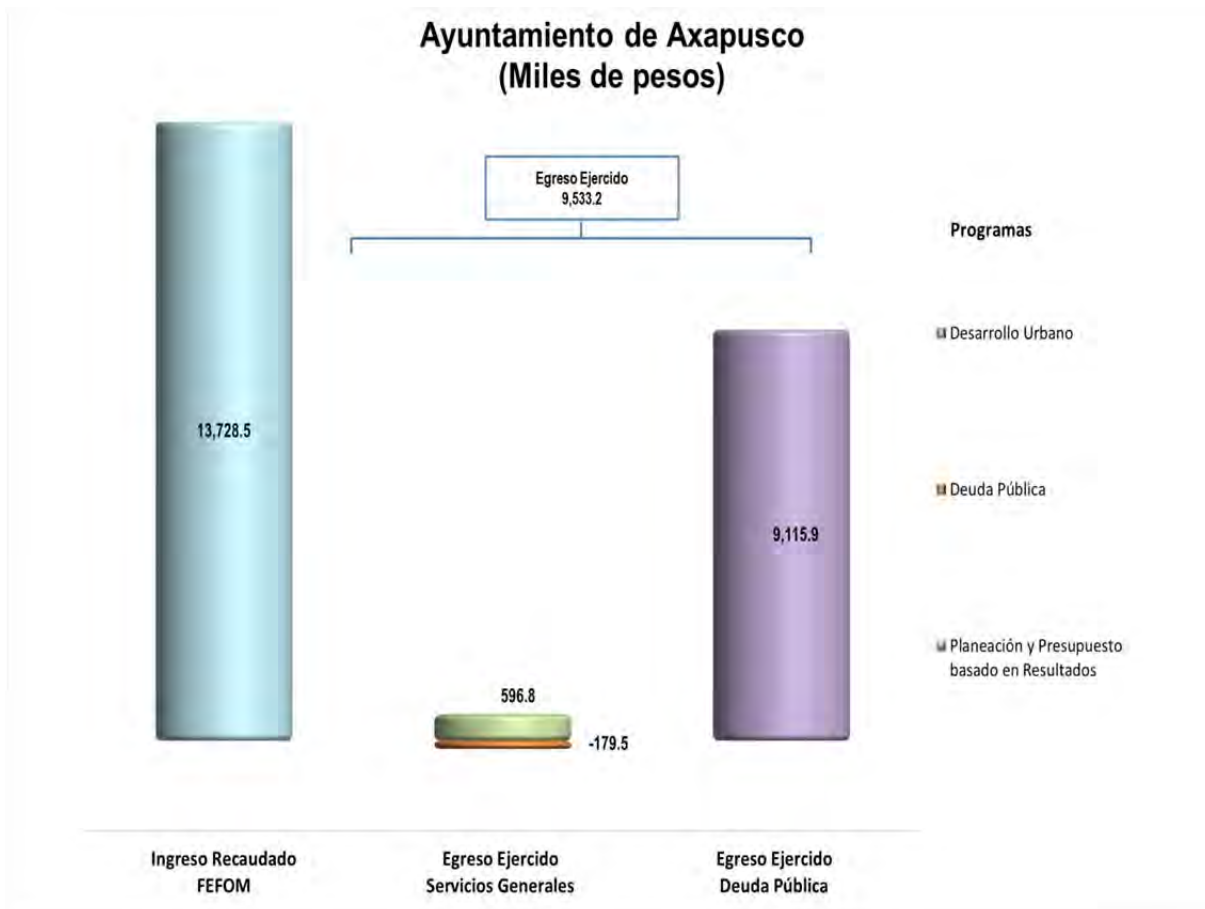 Ayuntamiento de Axapusco
(Miles de pesos)
Egreso Ejercido
9,533.2
Programas
Desarrollo Urbano
13,728.5
Deuda Pública
9,115.9
Planeación y Presupuesto
basado en Resultados
596.8
-179.5
Ingreso Recaudado
FEFOM
Egreso Ejercido
Servicios Generales
Egreso Ejercido
Deuda Pública